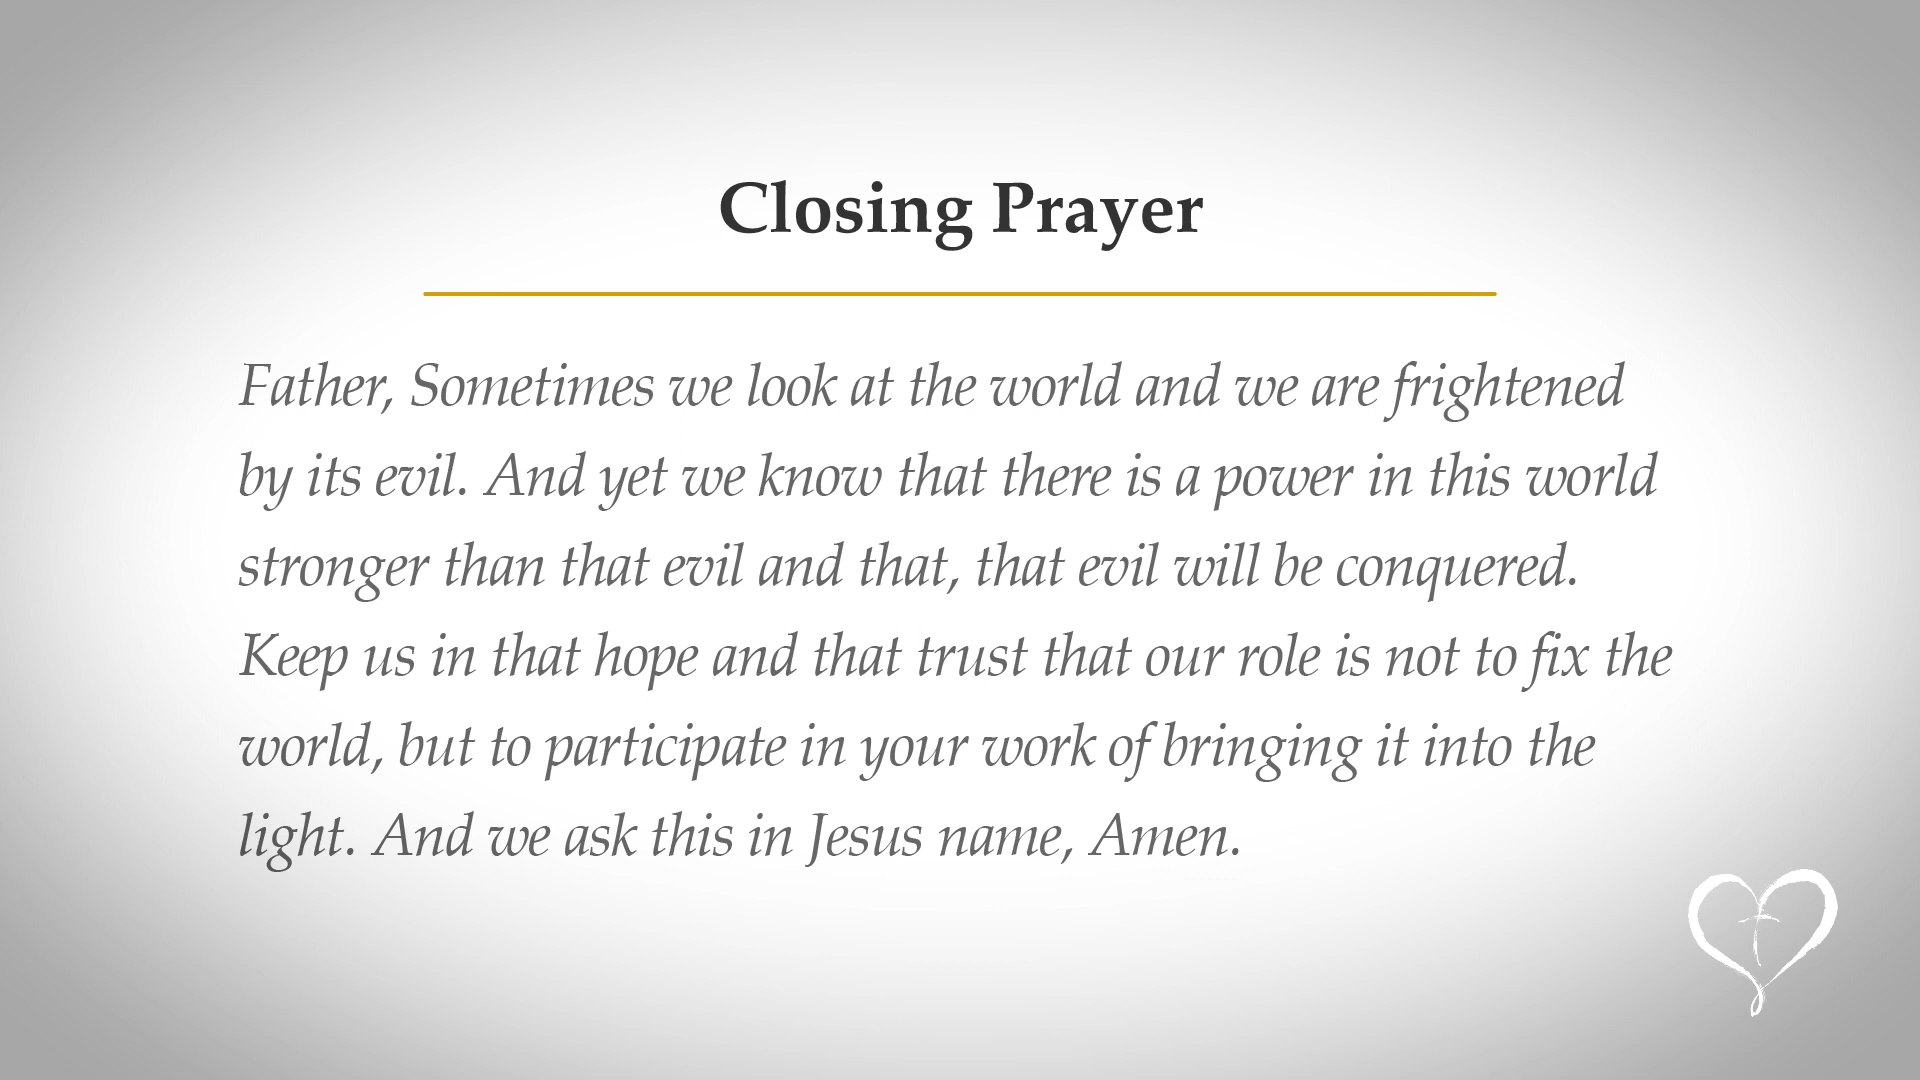 Closing Prayer
Father, Sometimes we look at the world and we are frightened
by its evil. And yet we know that there is a power in this world
stronger than that evil and that, that evil will be conquered.
Keep us in that hope and that trust that our role is not to fix the
world, but to participate in your work of bringing it into the
light. And we ask this in Jesus name, Amen.